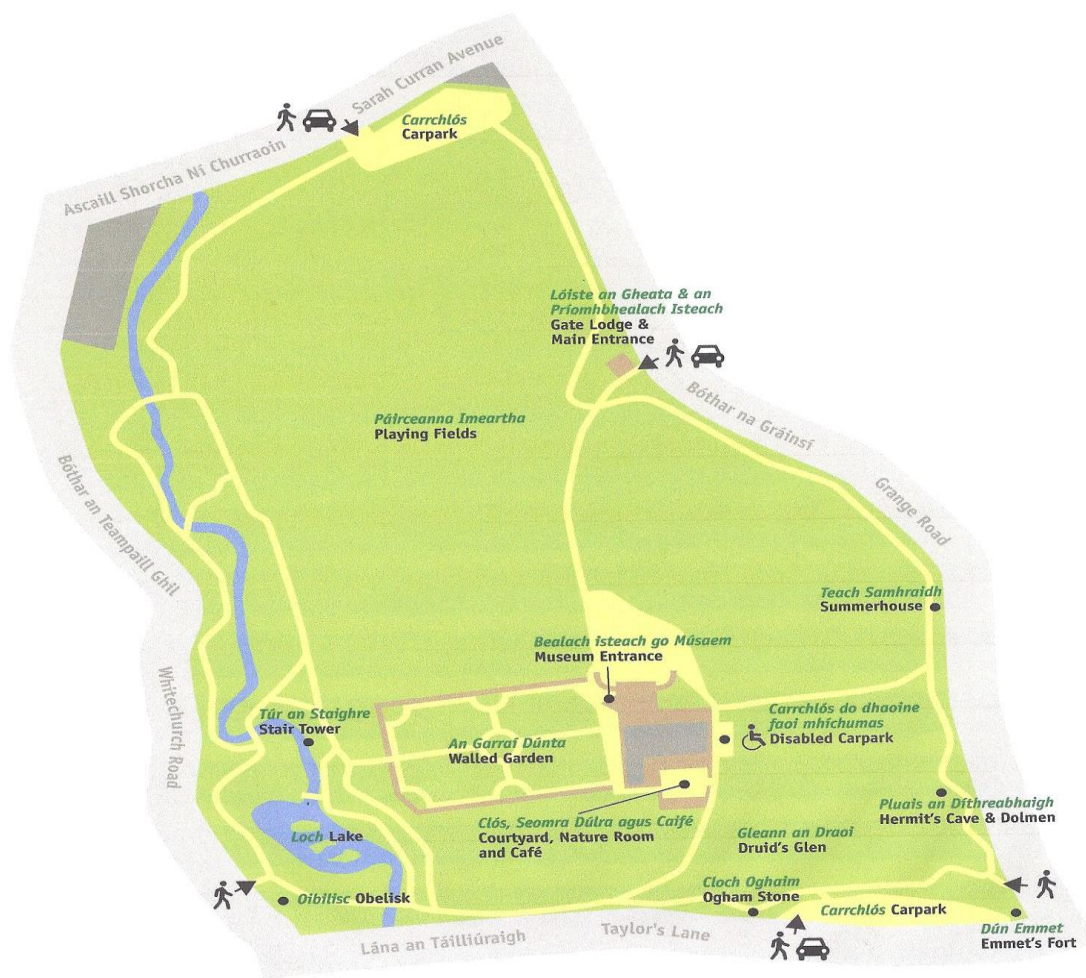 Sarah Curran Avenue
Ascaill Shorcha Ní Churraoin
Carrchlós
Carpark
Lóiste an Gheata & an
Príomhbhealach Isteach
Gate Lodge &
Main Entrance
Bóthar na Gráinsí
Grange Road
Páirceanna Imeartha
Playing Fields
Bóthar an Teampaill Ghil
Whitechurch Road
Teach Samhraidh
Summerhouse
Bealach isteach go Músaem
Museum Entrance
Túr an Staighre
Stair Tower
An Garraí Dúnta
Walled Garden
Carrchlós do dhaoine
faoi mhíchumas
Disabled Carpark
Clós, Seomra Dúlra agus Caifé
Courtyard, Nature Room
and Café
Pluais an Díthreabhaigh
Hermit's Cave & Dolmen
Gleann an Draoi
Druid's Glen
Loch Lake
Oibilisc Obelisk
Cloch Oghaim
Ogham Stone
Carrchlós Carpark
Dún Emmet
Emmet's Fort
Lána an Táilliúraigh
Taylor's Lane